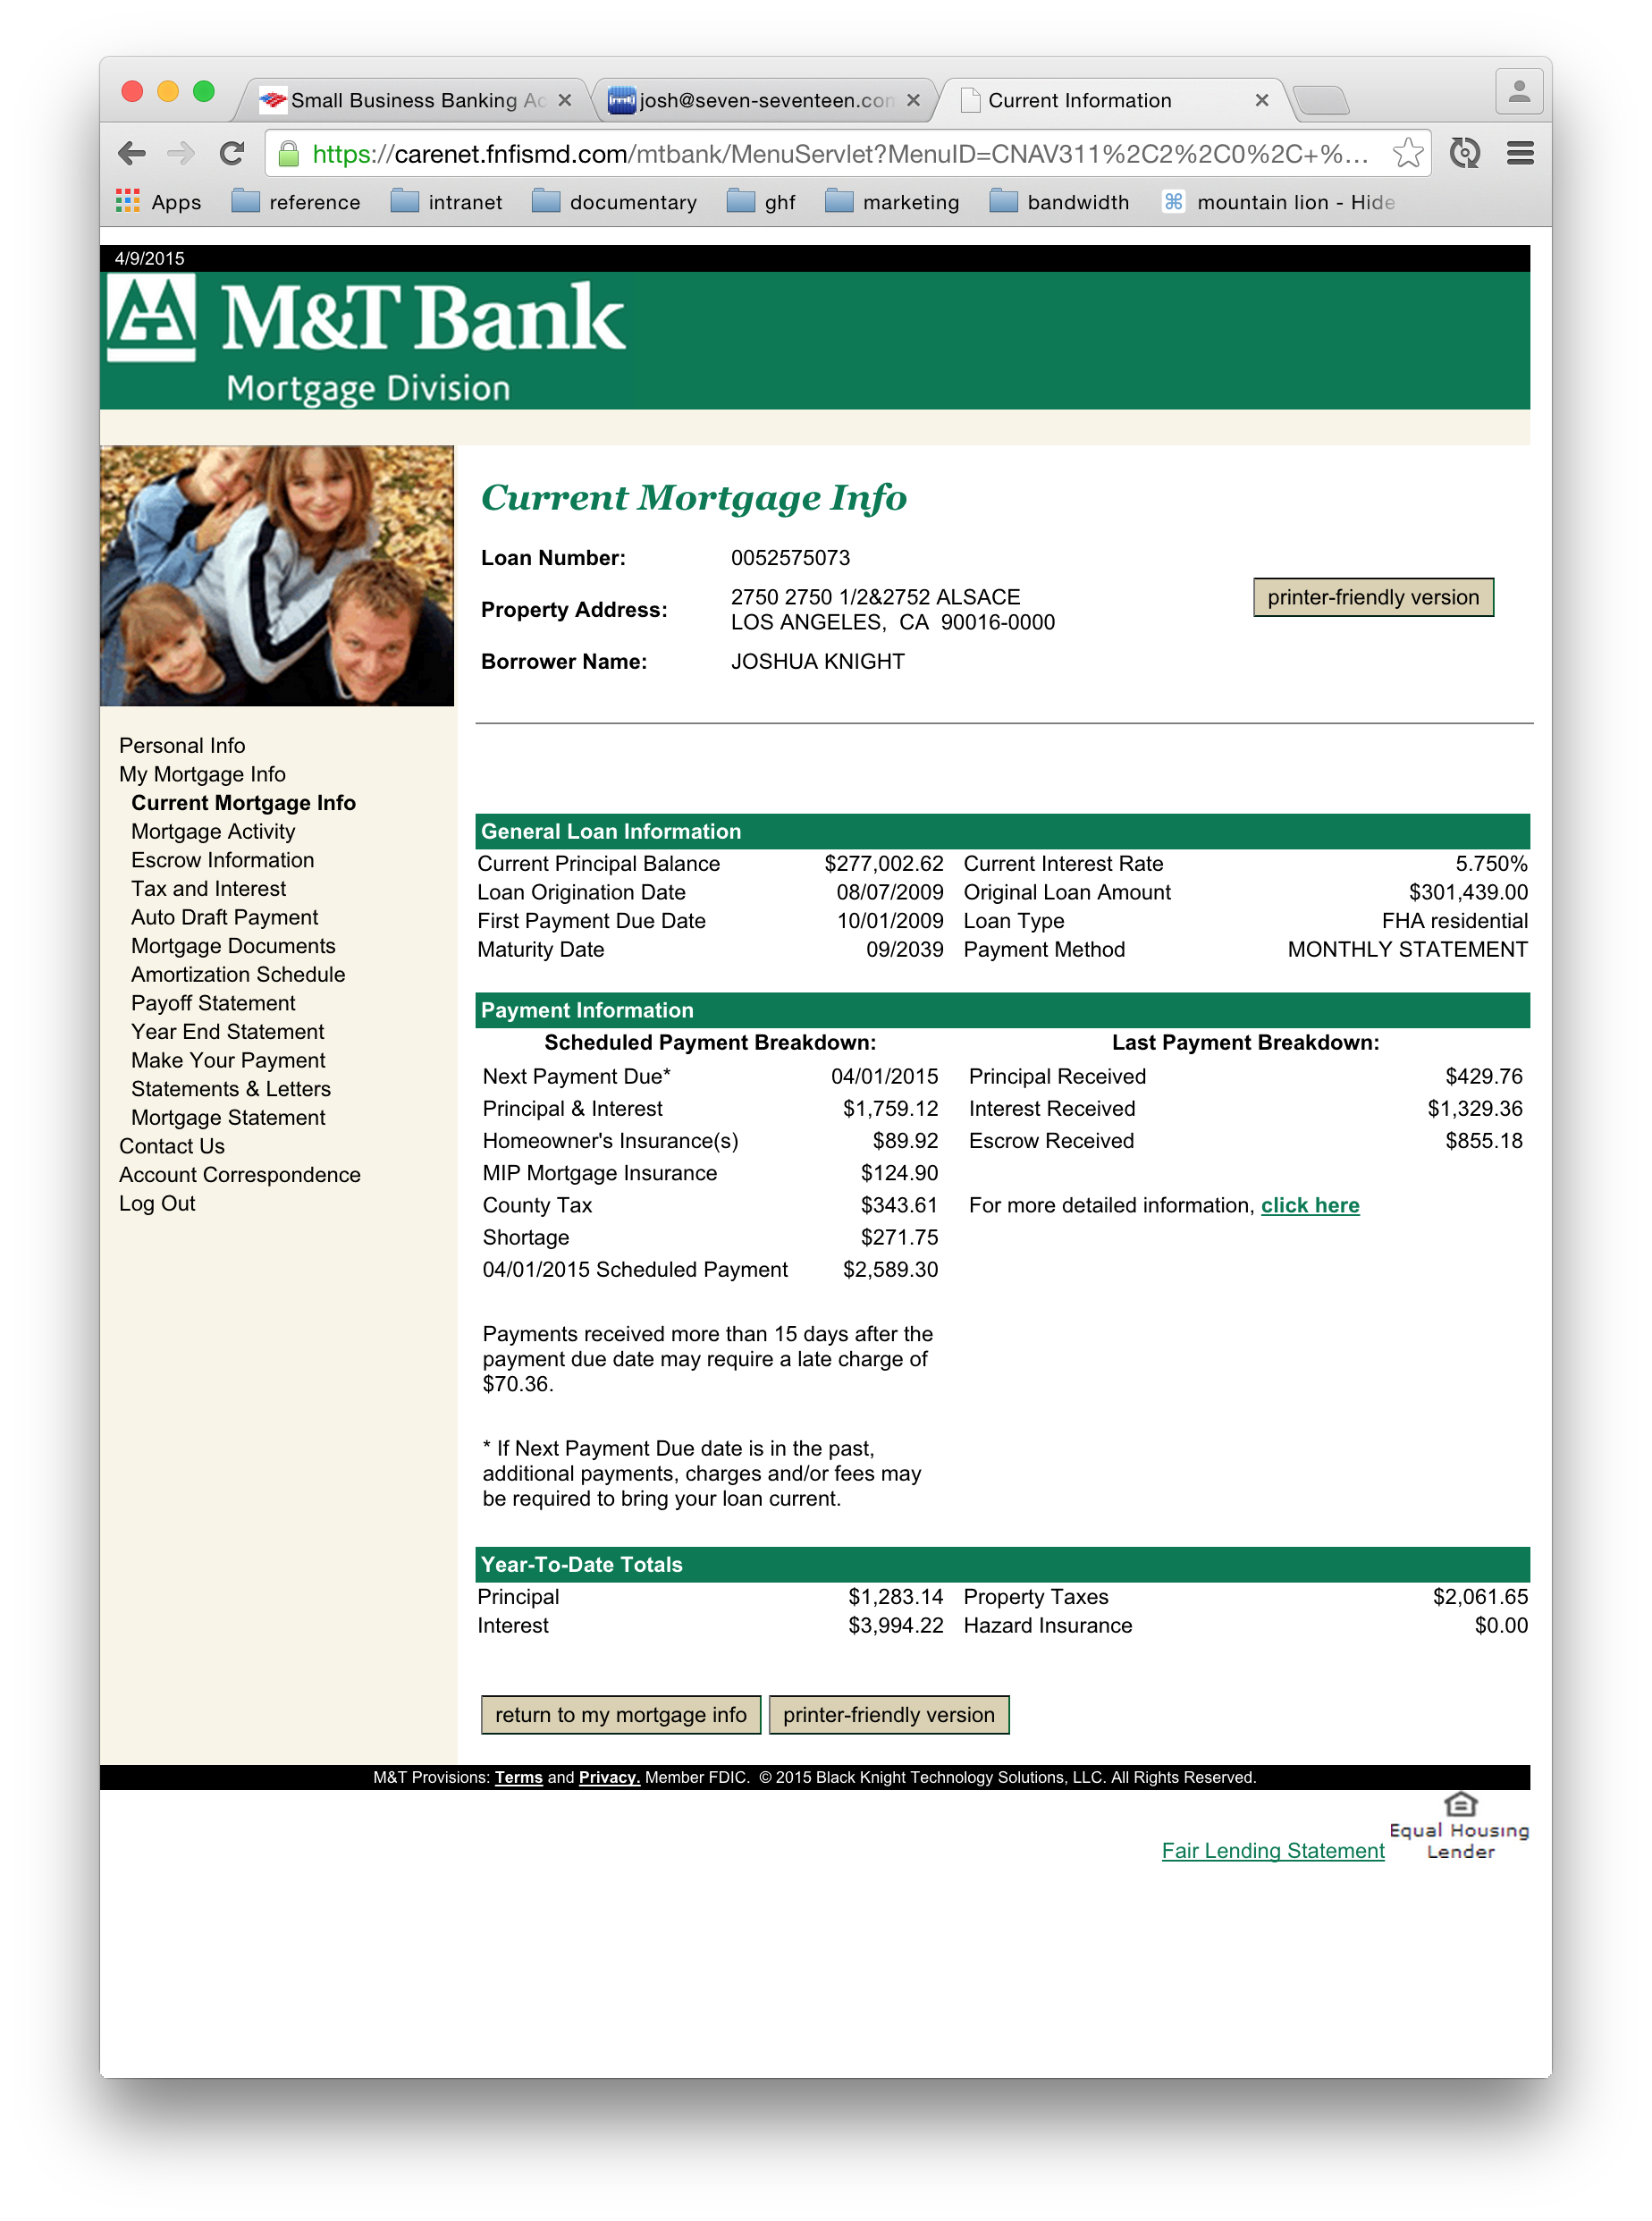 Small Business Banking Ac
josh@seven-seventeen.con
Current Information
https://carenet.fnfismd.com/mtbank/MenuServlet?MenuID=CNAV311%2C2%2C0%2C+%...
Apps reference intranet documentary ghf marketing bandwidth mountain lion - Hide
4/9/2015
M&T Bank
Mortgage Division
Current Mortgage Info
Loan Number: 0052575073
Property Address: 2750 2750 1/2&2752 ALSACE
LOS ANGELES, CA 90016-0000
printer-friendly version
Borrower Name: JOSHUA KNIGHT
Personal Info
My Mortgage Info
Current Mortgage Info
Mortgage Activity
Escrow Information
Tax and Interest
Auto Draft Payment
Mortgage Documents
Amortization Schedule
Payoff Statement
Year End Statement
Make Your Payment
Statements & Letters
Mortgage Statement
Contact Us
Account Correspondence
Log Out
General Loan Information
Current Principal Balance $277,002.62 Current Interest Rate 5.750%
Loan Origination Date 08/07/2009 Original Loan Amount $301,439.00
First Payment Due Date 10/01/2009 Loan Type FHA residential
Maturity Date 09/2039 Payment Method MONTHLY STATEMENT
Payment Information
Scheduled Payment Breakdown: Last Payment Breakdown:
Next Payment Due* 04/01/2015 Principal Received $429.76
Principal & Interest $1,759.12 Interest Received $1,329.36
Homeowner's Insurance(s) $89.92 Escrow Received $855.18
MIP Mortgage Insurance $124.90
County Tax $343.61 For more detailed information, click here
Shortage $271.75
04/01/2015 Scheduled Payment $2,589.30
Payments received more than 15 days after the
payment due date may require a late charge of
$70.36.
* If Next Payment Due date is in the past,
additional payments, charges and/or fees may
be required to bring your loan current.
Year-To-Date Totals
Principal $1,283.14 Property Taxes $2,061.65
Interest $3,994.22 Hazard Insurance $0.00
return to my mortgage info printer-friendly version
M&T Provisions: Terms and Privacy. Member FDIC. © 2015 Black Knight Technology Solutions, LLC. All Rights Reserved.
Fair Lending Statement
Equal Housing
Lender